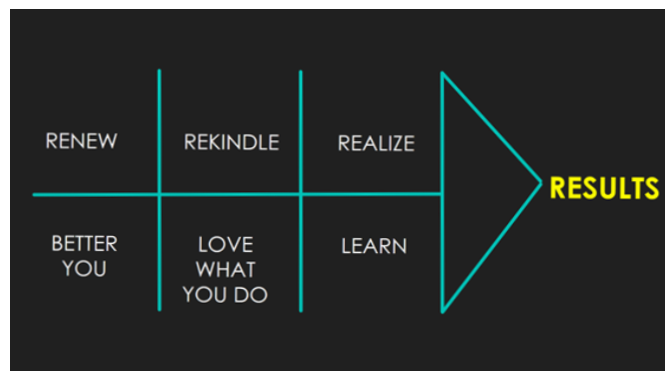 RENEW
REKINDLE
REALIZE
RESULTS
BETTER
YOU
LOVE
WHAT
YOU DO
LEARN